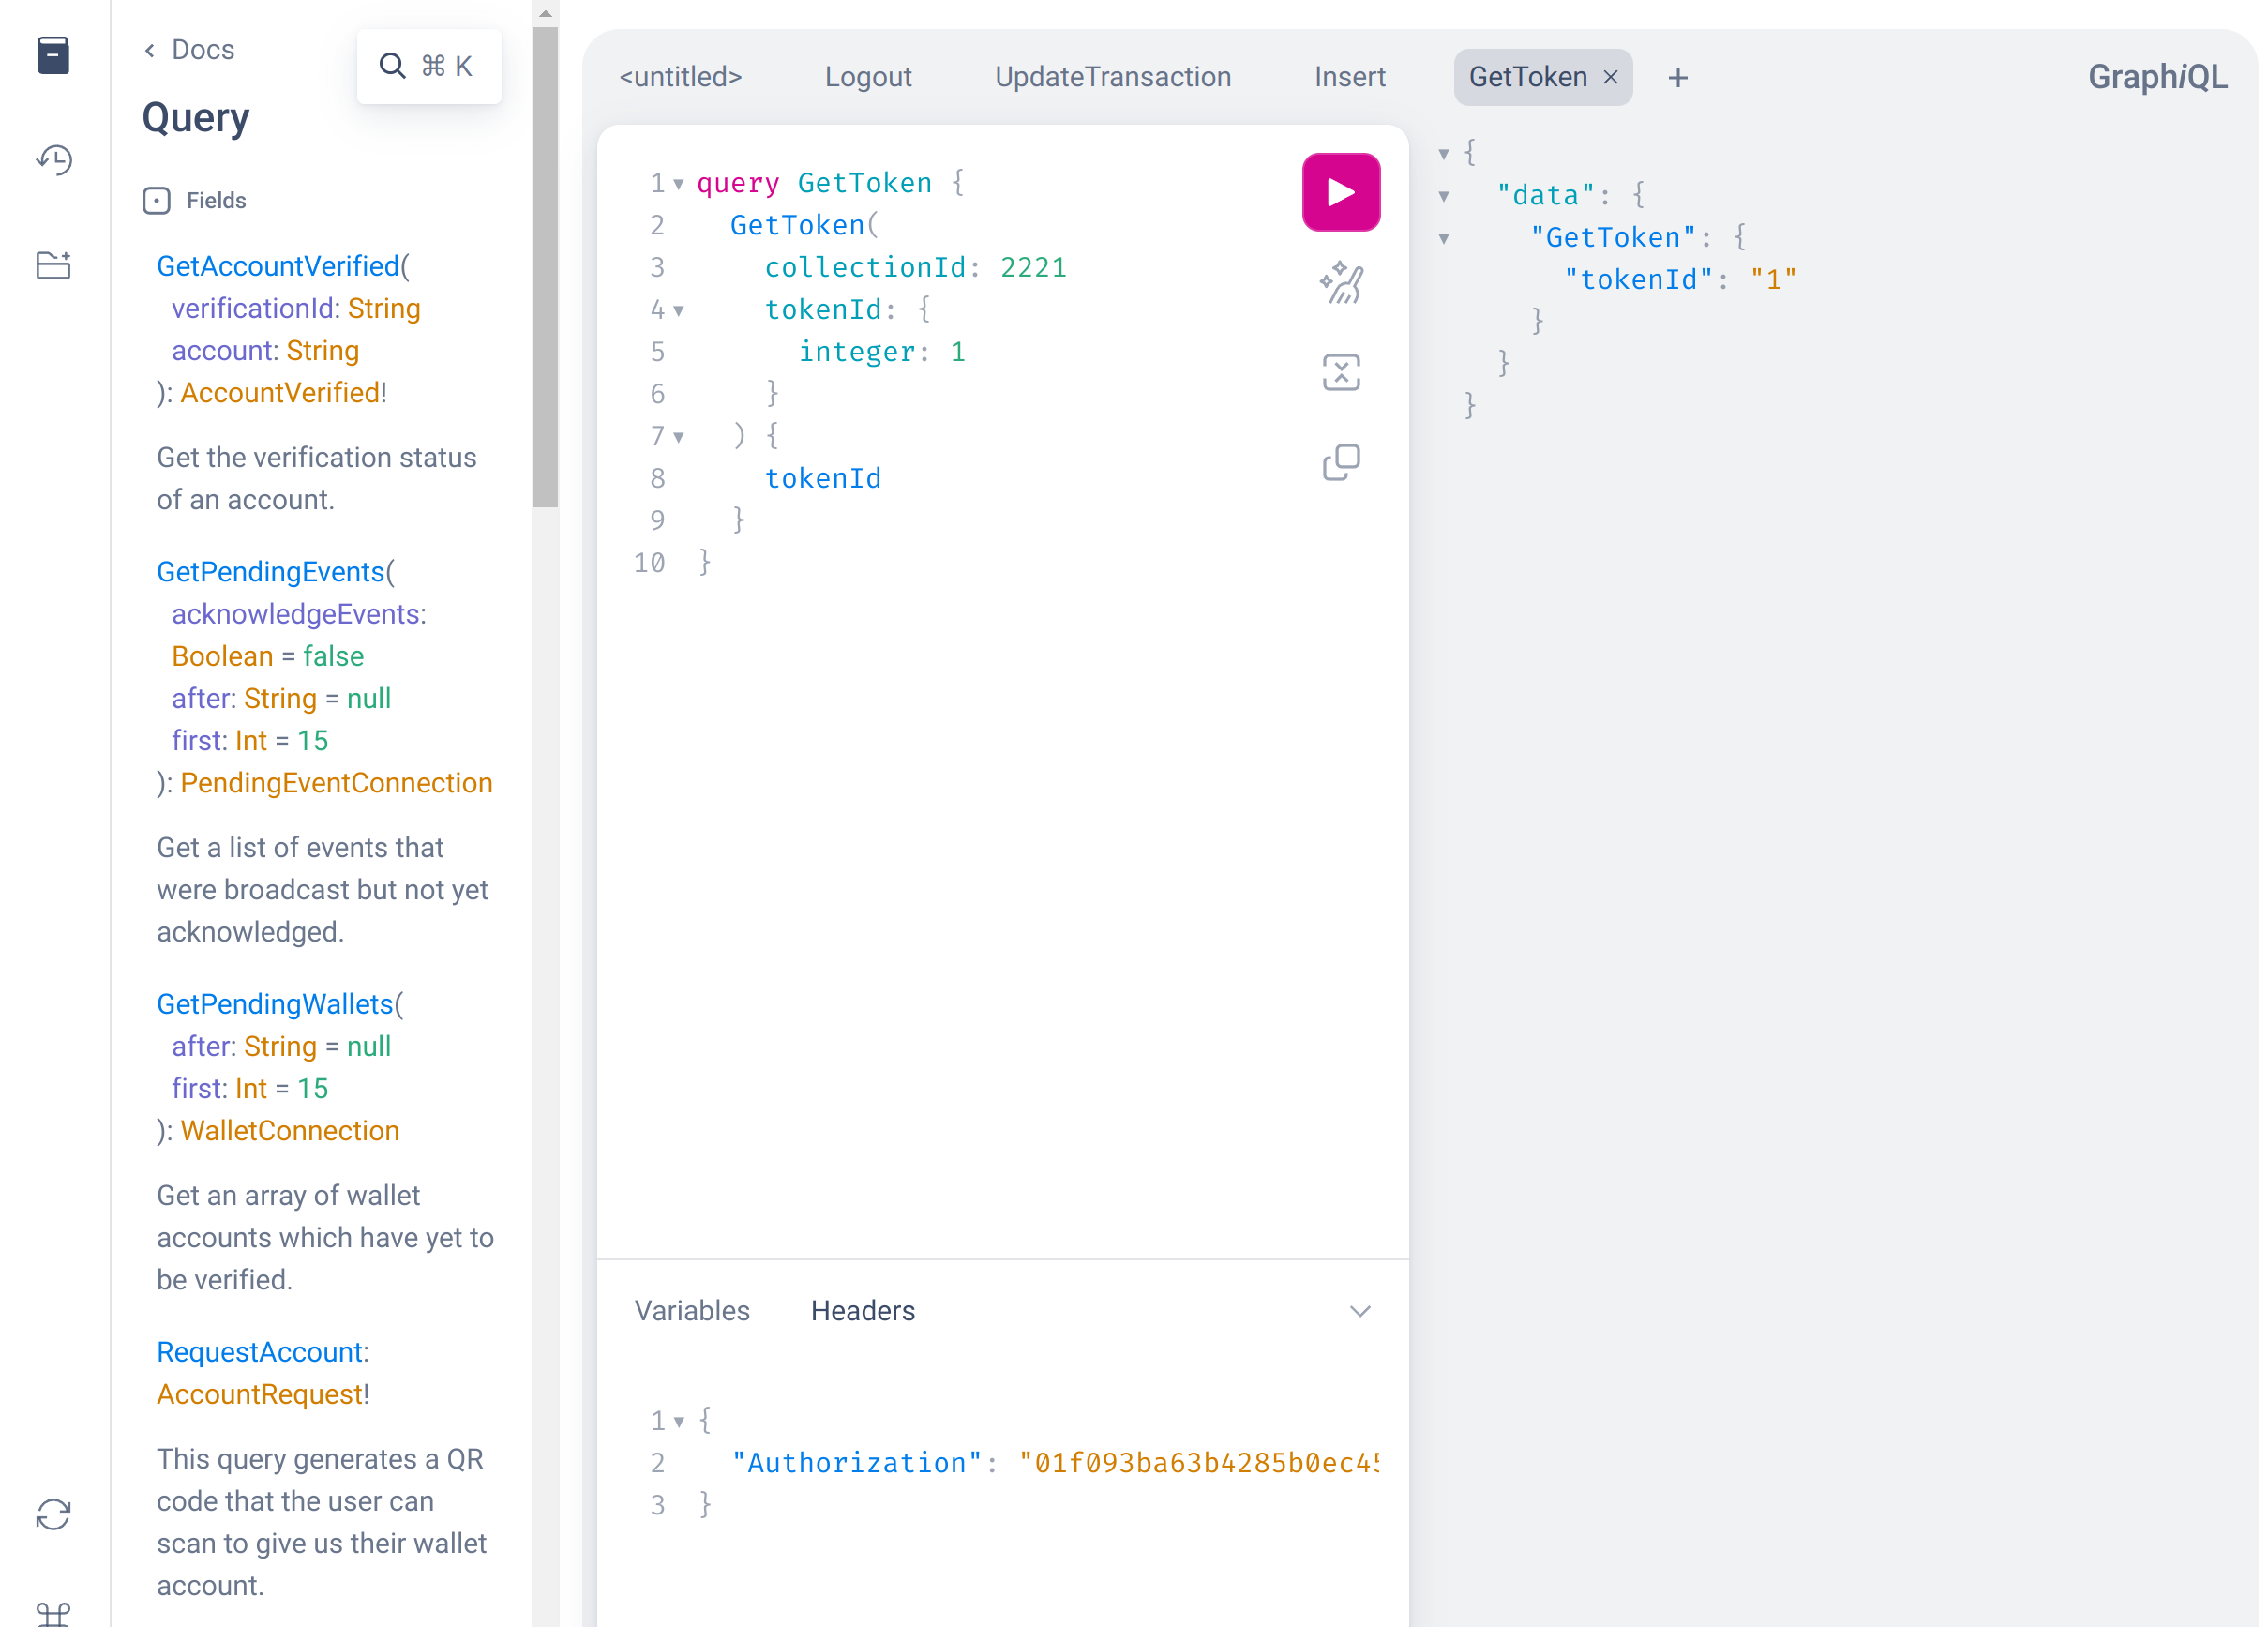 Docs
⌘ K
Query
Fields
GetAccountVerified(
verificationId: String
account: String
): AccountVerified!
Get the verification status
of an account.
GetPendingEvents(
acknowledgeEvents:
Boolean = false
after: String = null
first: Int = 15
): PendingEventConnection
Get a list of events that
were broadcast but not yet
acknowledged.
GetPendingWallets(
after: String = null
first: Int = 15
): WalletConnection
Get an array of wallet
accounts which have yet to
be verified.
RequestAccount:
AccountRequest!
This query generates a QR
code that the user can
scan to give us their wallet
account.
<untitled> Logout UpdateTransaction Insert GetToken × + GraphiQL
1 query GetToken {
2 GetToken(
3 collectionId: 2221
4 tokenId: {
5 integer: 1
6 }
7 ) {
8 tokenId
9 }
10 }
Variables Headers
1 {
2 "Authorization": "01f093ba63b4285b0ec45
3 }
{
"data": {
"GetToken": {
"tokenId": "1"
}
}
}